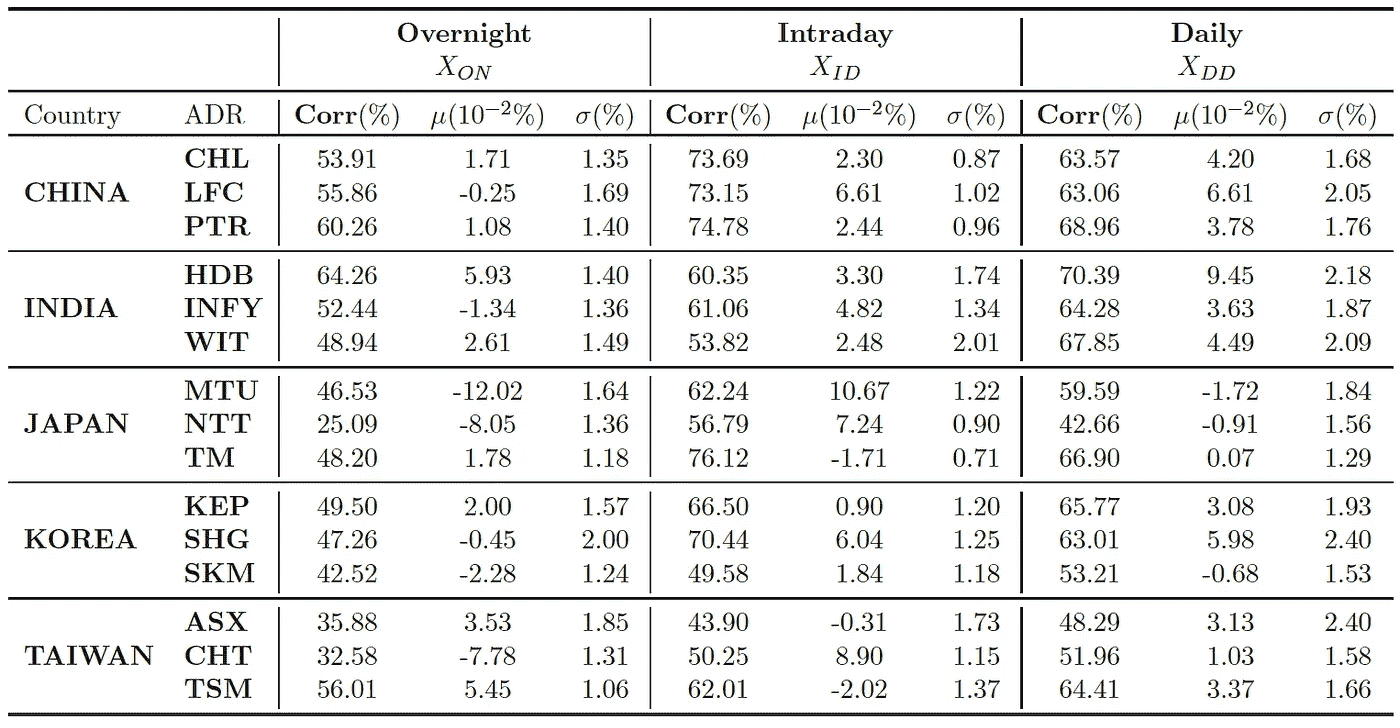 Overnight Intraday Daily
X_ON X_ID X_DD
Country ADR Corr(%) μ(10⁻²%) σ(%) Corr(%) μ(10⁻²%) σ(%) Corr(%) μ(10⁻²%) σ(%)
CHL 53.91 1.71 1.35 73.69 2.30 0.87 63.57 4.20 1.68
CHINA LFC 55.86 -0.25 1.69 73.15 6.61 1.02 63.06 6.61 2.05
PTR 60.26 1.08 1.40 74.78 2.44 0.96 68.96 3.78 1.76
HDB 64.26 5.93 1.40 60.35 3.30 1.74 70.39 9.45 2.18
INDIA INFY 52.44 -1.34 1.36 61.06 4.82 1.34 64.28 3.63 1.87
WIT 48.94 2.61 1.49 53.82 2.48 2.01 67.85 4.49 2.09
MTU 46.53 -12.02 1.64 62.24 10.67 1.22 59.59 -1.72 1.84
JAPAN NTT 25.09 -8.05 1.36 56.79 7.24 0.90 42.66 -0.91 1.56
TM 48.20 1.78 1.18 76.12 -1.71 0.71 66.90 0.07 1.29
KEP 49.50 2.00 1.57 66.50 0.90 1.20 65.77 3.08 1.93
KOREA SHG 47.26 -0.45 2.00 70.44 6.04 1.25 63.01 5.98 2.40
SKM 42.52 -2.28 1.24 49.58 1.84 1.18 53.21 -0.68 1.53
ASX 35.88 3.53 1.85 43.90 -0.31 1.73 48.29 3.13 2.40
TAIWAN CHT 32.58 -7.78 1.31 50.25 8.90 1.15 51.96 1.03 1.58
TSM 56.01 5.45 1.06 62.01 -2.02 1.37 64.41 3.37 1.66